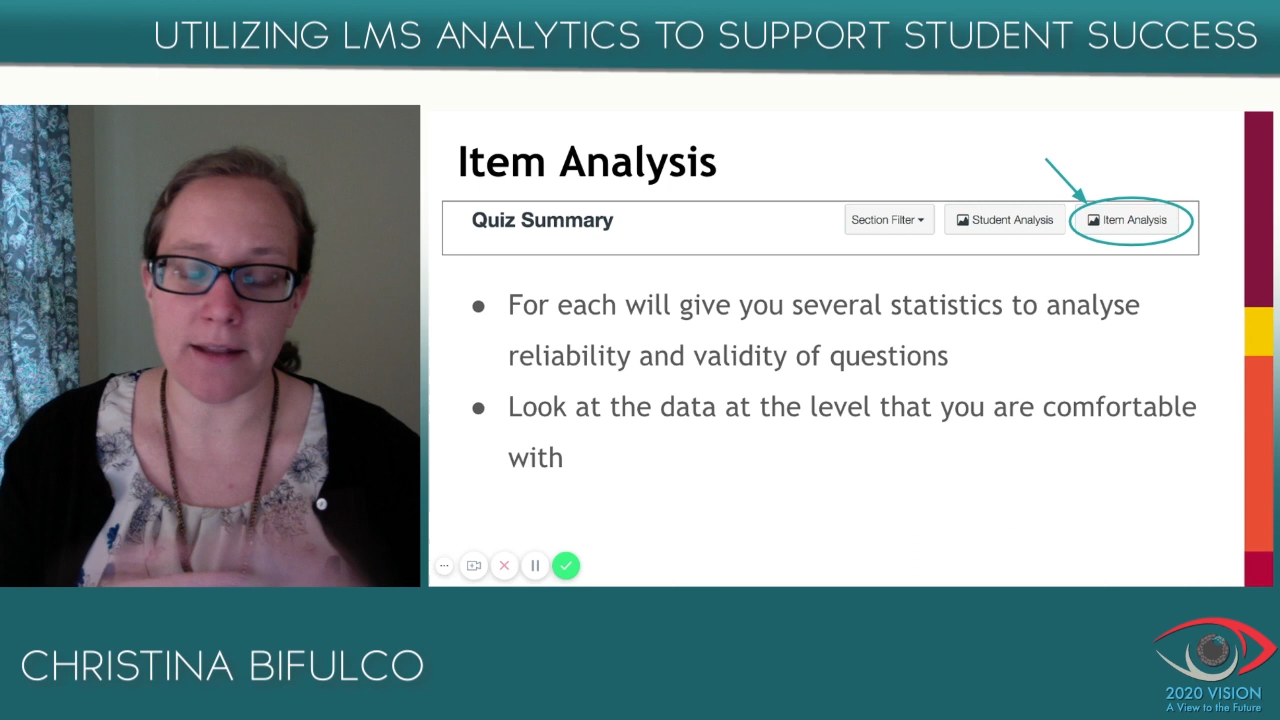 UTILIZING LMS ANALYTICS TO SUPPORT STUDENT SUCCESS
Item Analysis
Quiz Summary
Section Filter
Student Analysis
Item Analysis
● For each will give you several statistics to analyse
reliability and validity of questions
● Look at the data at the level that you are comfortable
with
CHRISTINA BIFULCO
2020 VISION
A View to the Future